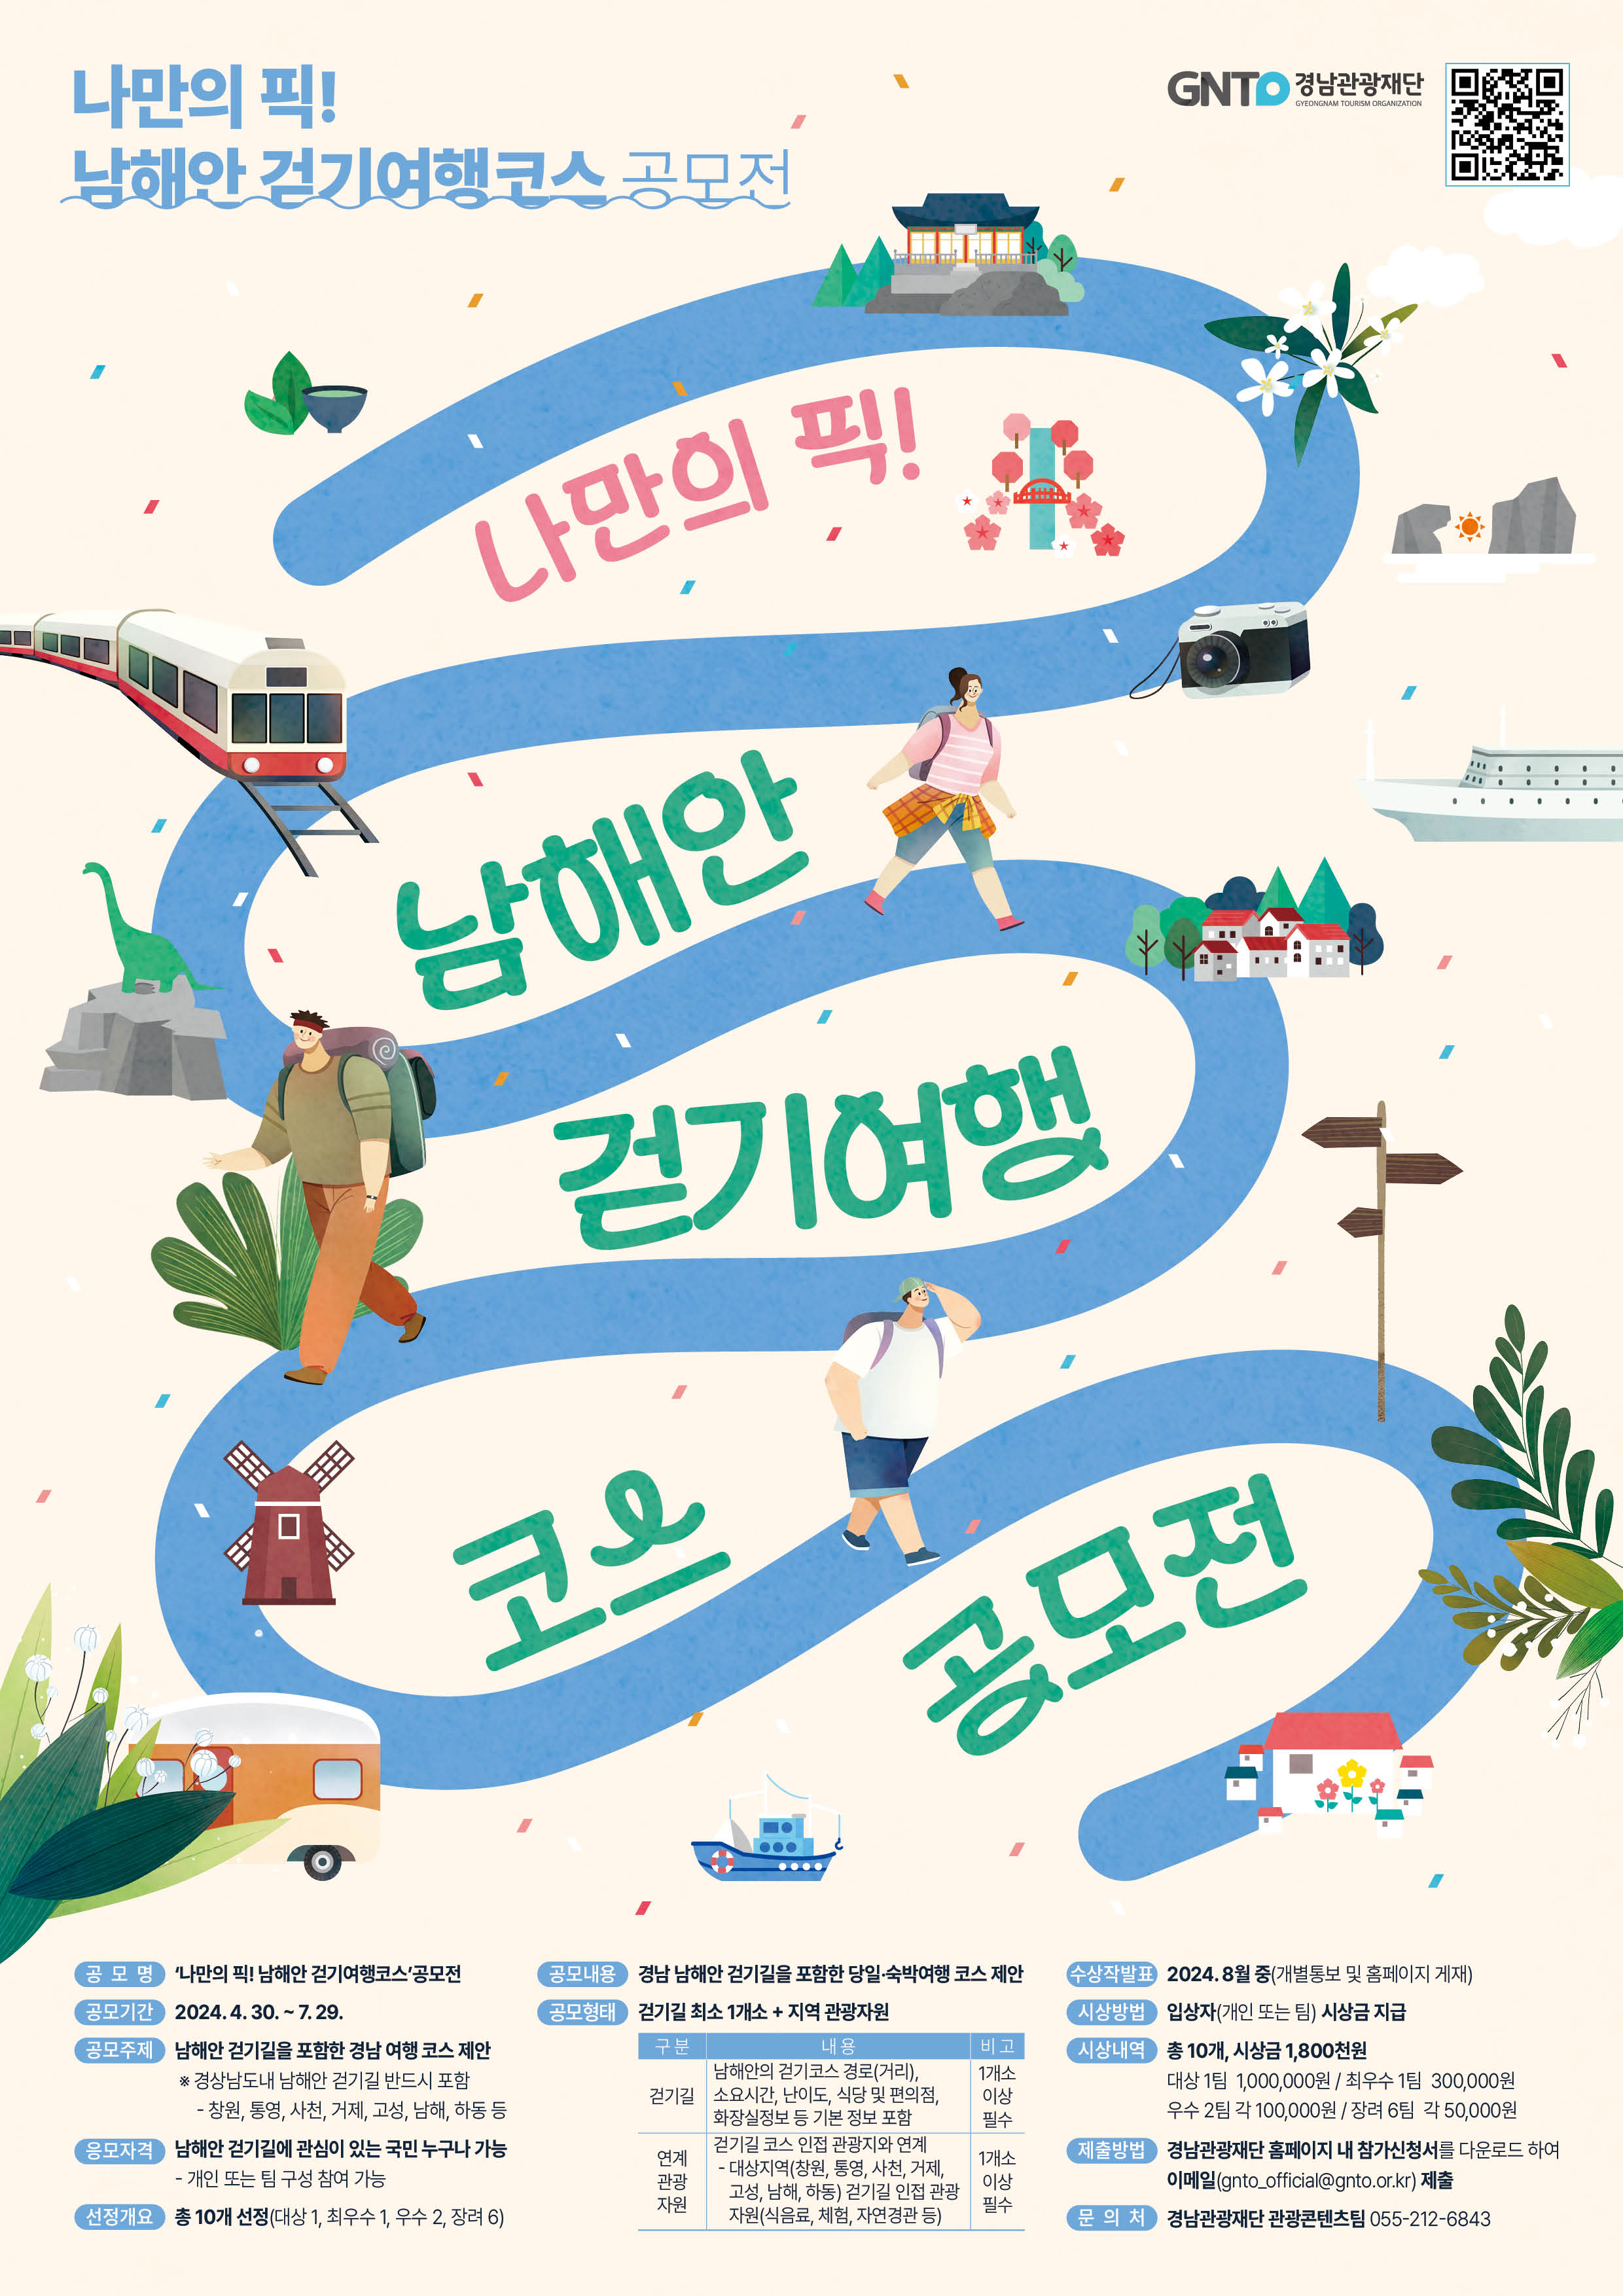 나만의 픽!
남해안 걷기여행코스 공모전
GNTO 경남관광재단
GYEONGNAM TOURISM ORGANIZATION
나만의 픽!
남해안
걷기여행
코스
공모전
공 모 명 ‘나만의 픽! 남해안 걷기여행코스’공모전
공모기간 2024. 4. 30. ~ 7. 29.
공모주제 남해안 걷기길을 포함한 경남 여행 코스 제안
※ 경상남도내 남해안 걷기길 반드시 포함
- 창원, 통영, 사천, 거제, 고성, 남해, 하동 등
응모자격 남해안 걷기길에 관심이 있는 국민 누구나 가능
- 개인 또는 팀 구성 참여 가능
선정개요 총 10개 선정(대상 1, 최우수 1, 우수 2, 장려 6)
공모내용 경남 남해안 걷기길을 포함한 당일·숙박여행 코스 제안
공모형태 걷기길 최소 1개소 + 지역 관광자원
구 분 내 용 비 고
걷기길
남해안의 걷기코스 경로(거리),
소요시간, 난이도, 식당 및 편의점,
화장실정보 등 기본 정보 포함
1개소
이상
필수
연계
관광
자원
걷기길 코스 인접 관광지와 연계
- 대상지역(창원, 통영, 사천, 거제,
고성, 남해, 하동) 걷기길 인접 관광
자원(식음료, 체험, 자연경관 등)
1개소
이상
필수
수상작발표 2024. 8월 중(개별통보 및 홈페이지 게재)
시상방법 입상자(개인 또는 팀) 시상금 지급
시상내역 총 10개, 시상금 1,800천원
대상 1팀 1,000,000원 / 최우수 1팀 300,000원
우수 2팀 각 100,000원 / 장려 6팀 각 50,000원
제출방법 경남관광재단 홈페이지 내 참가신청서를 다운로드 하여
이메일(gnto_official@gnto.or.kr) 제출
문 의 처 경남관광재단 관광콘텐츠팀 055-212-6843